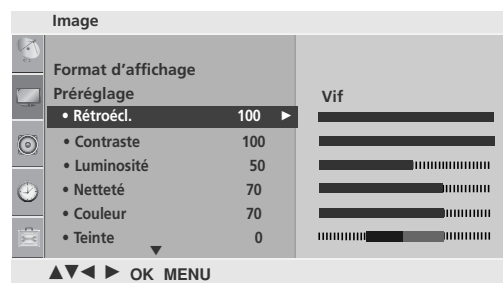 Image
Format d'affichage
Préréglage Vif
• Rétroécl. 100 ►
• Contraste 100
• Luminosité 50
• Netteté 70
• Couleur 70
• Teinte 0
▼
▲▼◄ ► OK MENU